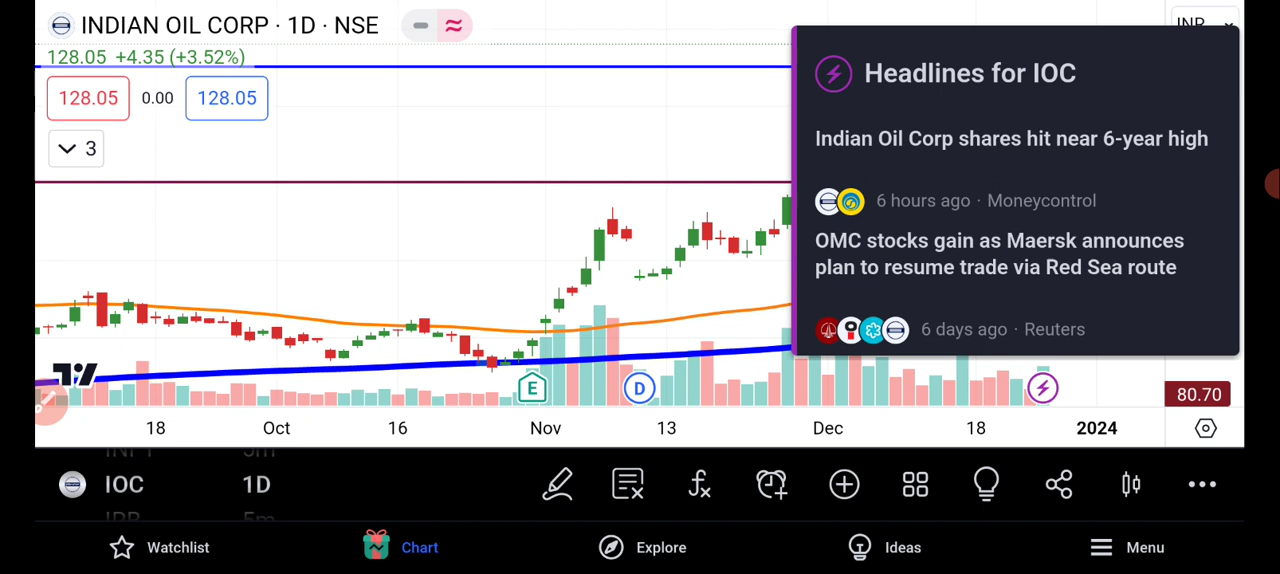 INDIAN OIL CORP · 1D · NSE
INR
128.05 +4.35 (+3.52%)
128.05 0.00 128.05
3
Headlines for IOC
Indian Oil Corp shares hit near 6-year high
6 hours ago · Moneycontrol
OMC stocks gain as Maersk announces
plan to resume trade via Red Sea route
6 days ago · Reuters
E D
80.70
18 Oct 16 Nov 13 Dec 18 2024
IOC 1D
5m
Watchlist Chart Explore Ideas Menu